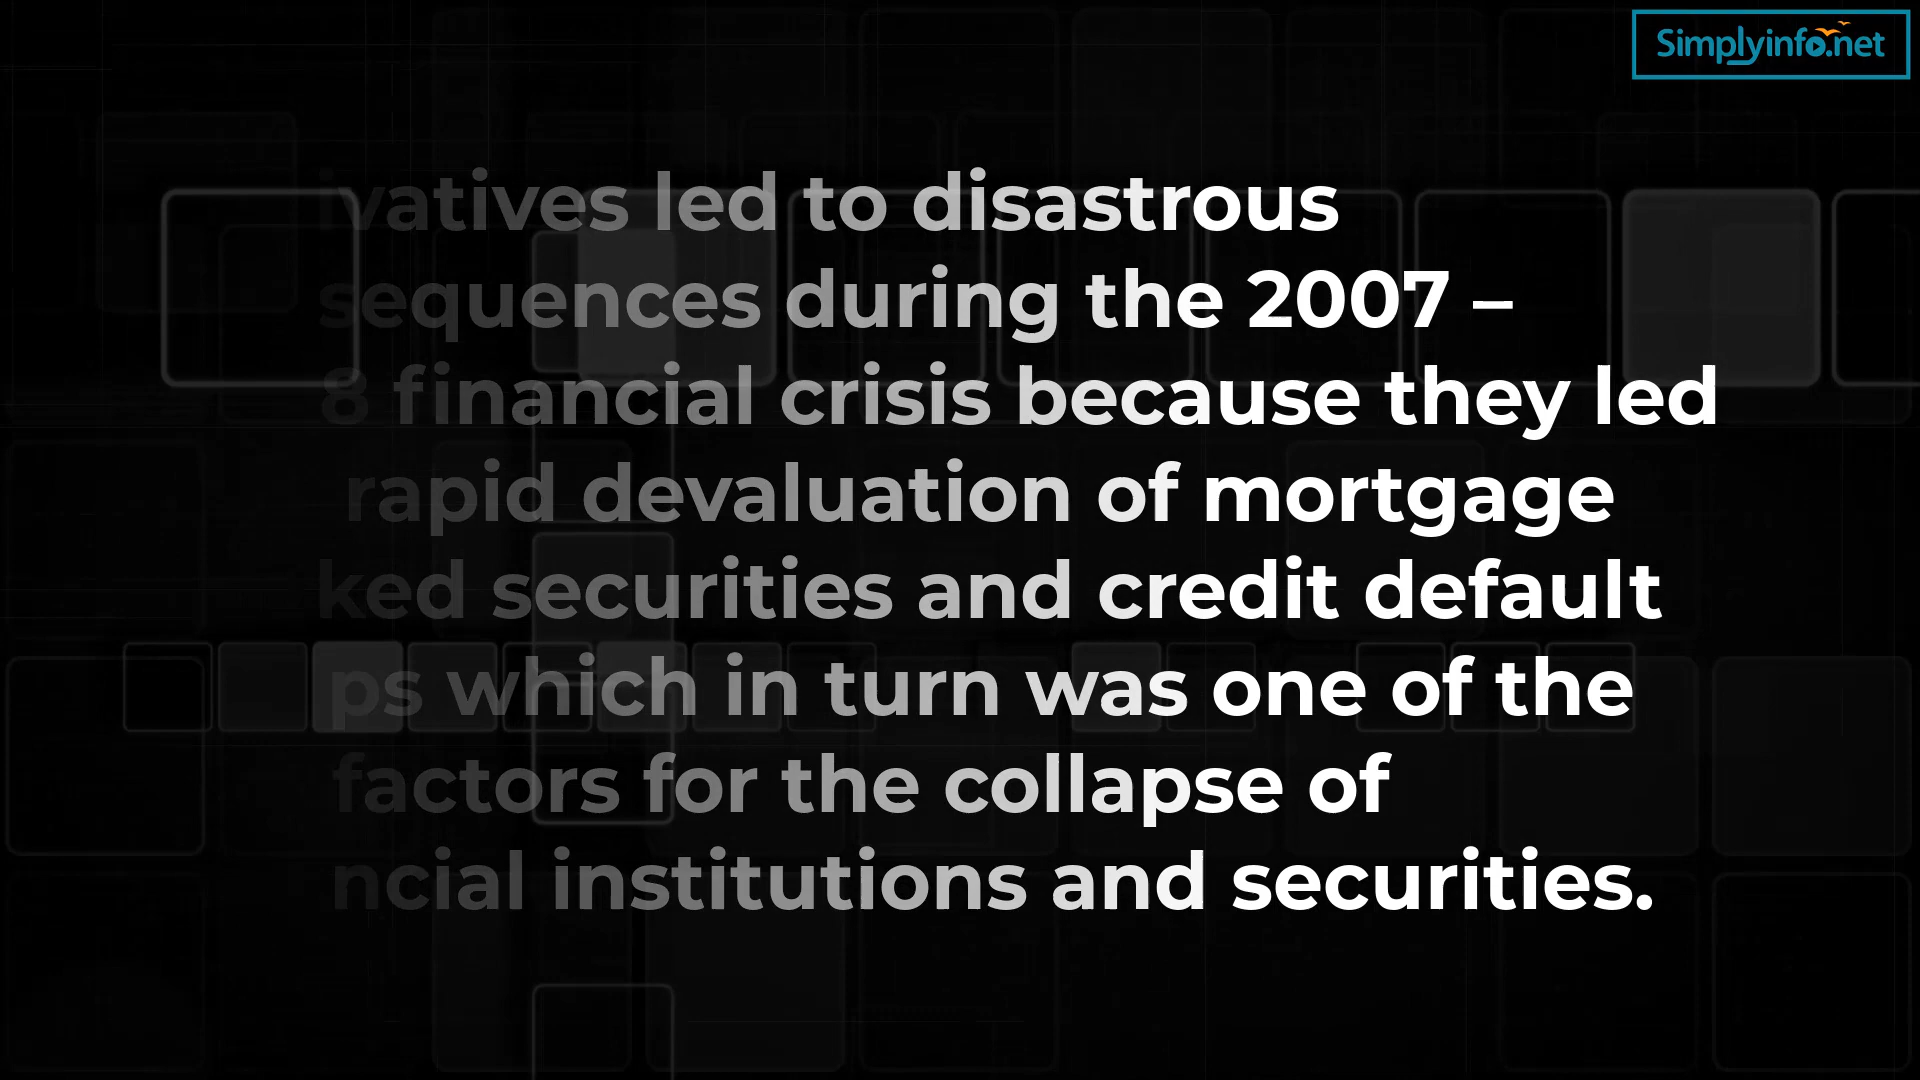 Simplyinfo.net
ivatives led to disastrous
sequences during the 2007 –
8 financial crisis because they led
rapid devaluation of mortgage
ked securities and credit default
ps which in turn was one of the
factors for the collapse of
ncial institutions and securities.